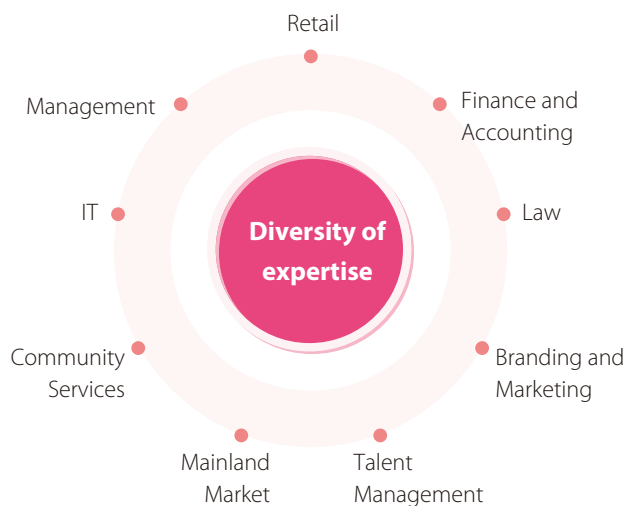 Retail
Management
Finance and
Accounting
IT
Law
Diversity of
expertise
Community
Services
Branding and
Marketing
Mainland
Market
Talent
Management